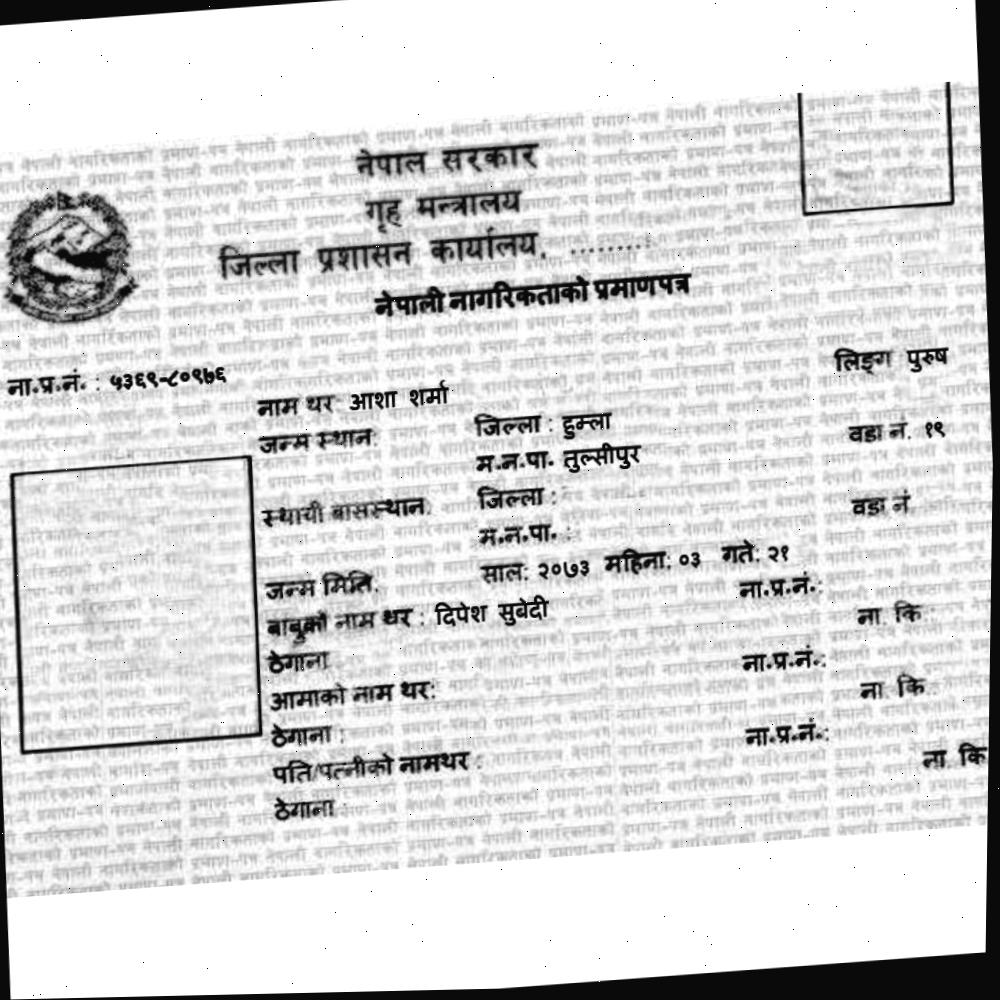 नेपाल सरकार
गृह मन्त्रालय
जिल्ला प्रशासन कार्यालय, ........
नेपाली नागरिकताको प्रमाणपत्र
ना.प्र.नं. : ५३६९-८०९७६ लिङ्ग पुरुष
नाम थर: आशा शर्मा
जन्म स्थान: जिल्ला : हुम्ला वडा नं. १९
म.न.पा. तुल्सीपुर
स्थायी बासस्थान: जिल्ला : वडा नं.
म.न.पा. :
जन्म मिति: साल: २०७३ महिना: ०३ गते: २१
बाबुको नाम थर : दिपेश सुबेदी ना.प्र.नं.:
ठेगाना : ना. कि.:
आमाको नाम थर: ना.प्र.नं.:
ठेगाना : ना. कि.:
पति/पत्नीको नामथर : ना.प्र.नं.:
ठेगाना : ना. कि